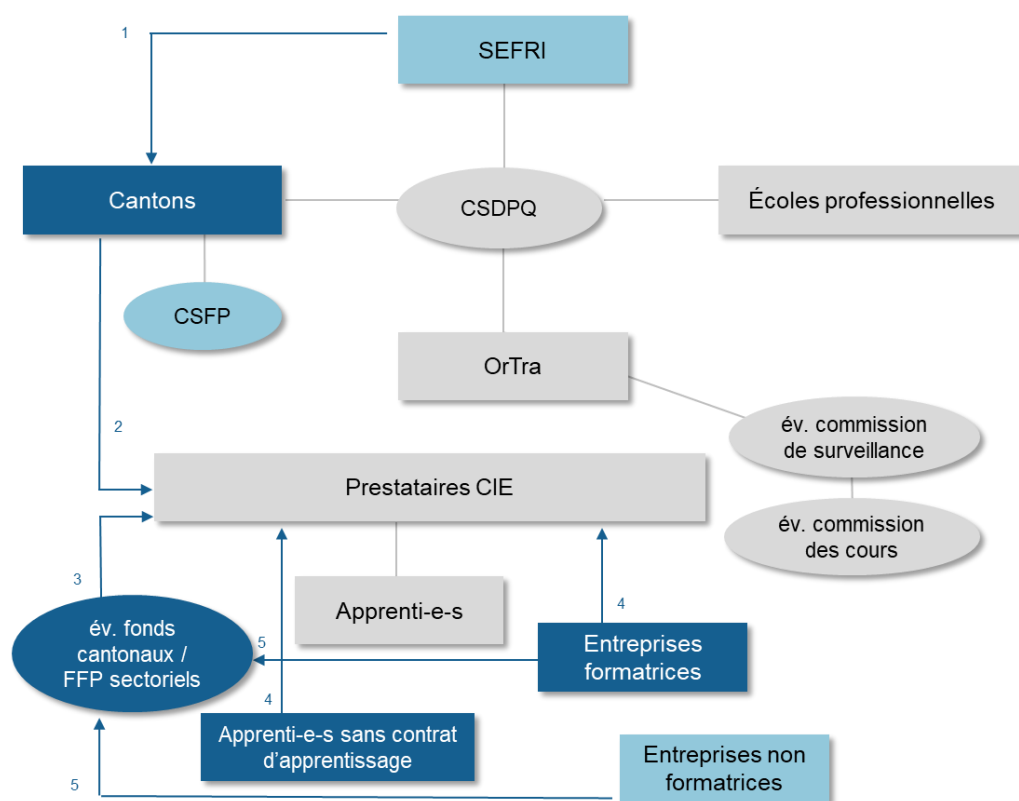 1
SEFRI
Cantons
CSDPQ
Écoles professionnelles
CSFP
OrTra
2
év. commission
de surveillance
Prestataires CIE
év. commission
des cours
3
Apprenti-e-s
4
év. fonds
cantonaux /
FFP sectoriels
5
Entreprises
formatrices
4
Apprenti-e-s sans contrat
d’apprentissage
Entreprises non
formatrices
5